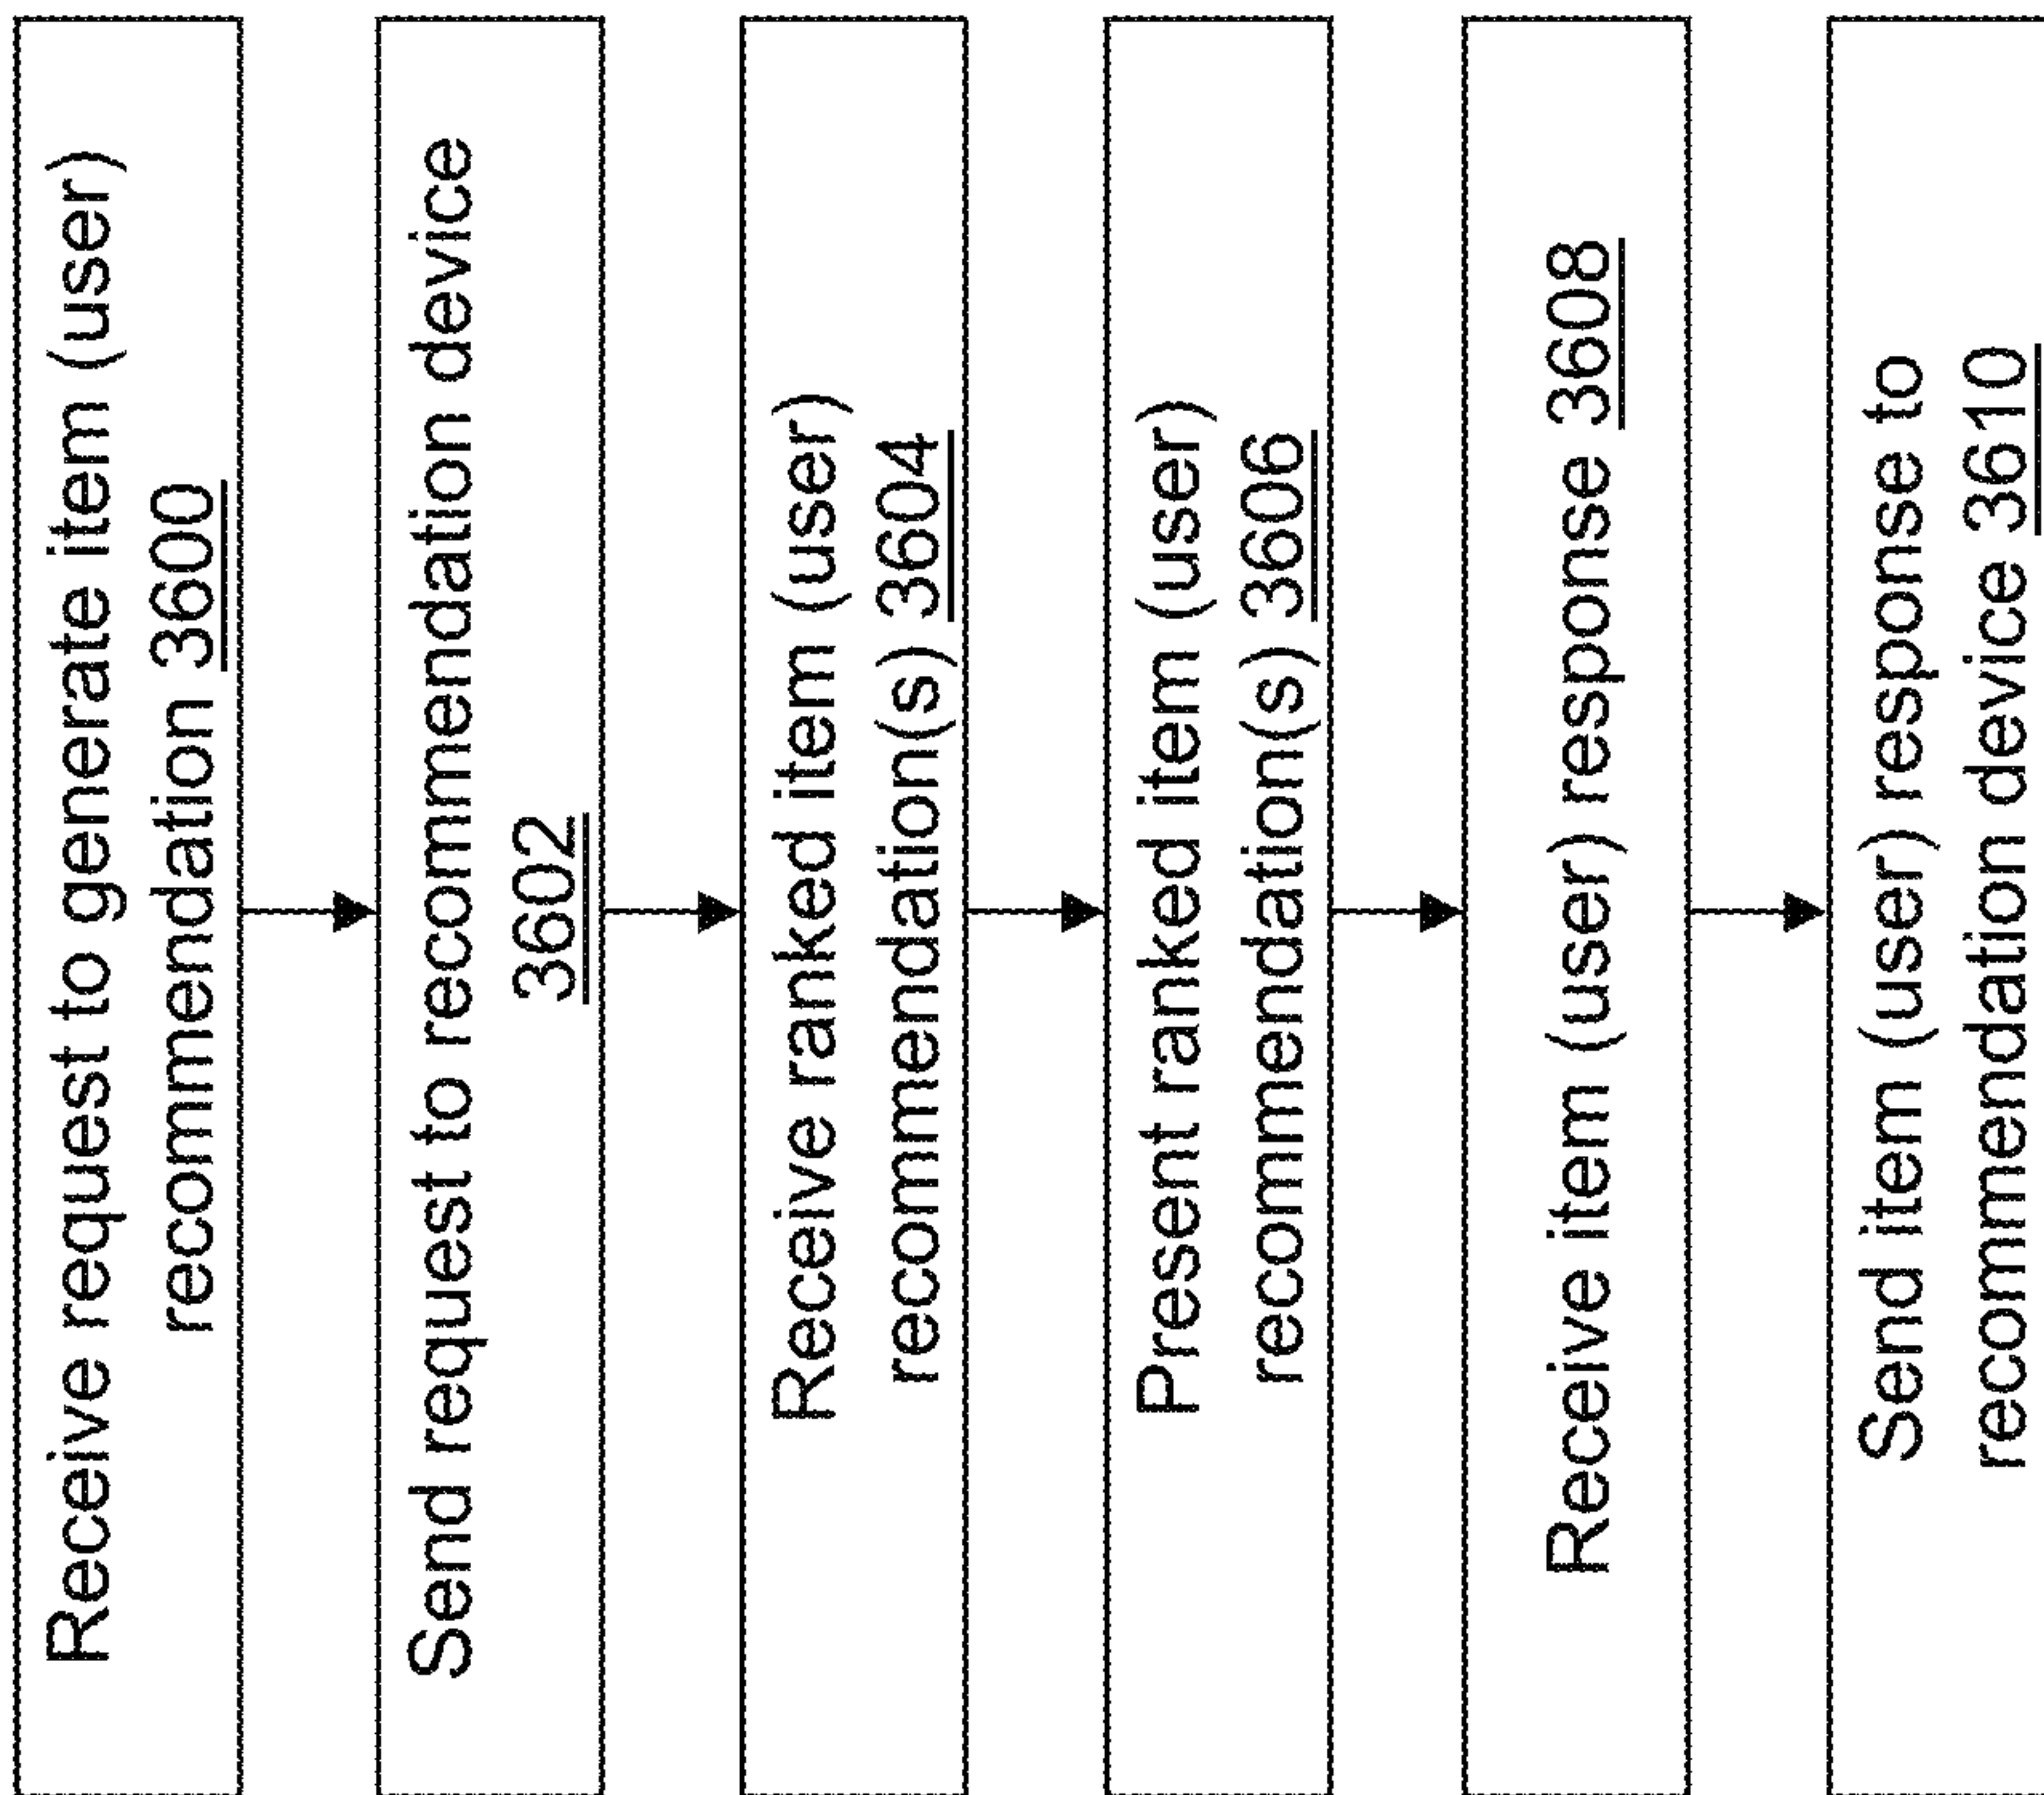 Receive request to generate item (user)
recommendation 3600
Send request to recommendation device
3602
Receive ranked item (user)
recommendation(s) 3604
Present ranked item (user)
recommendation(s) 3606
Receive item (user) response 3608
Send item (user) response to
recommendation device 3610